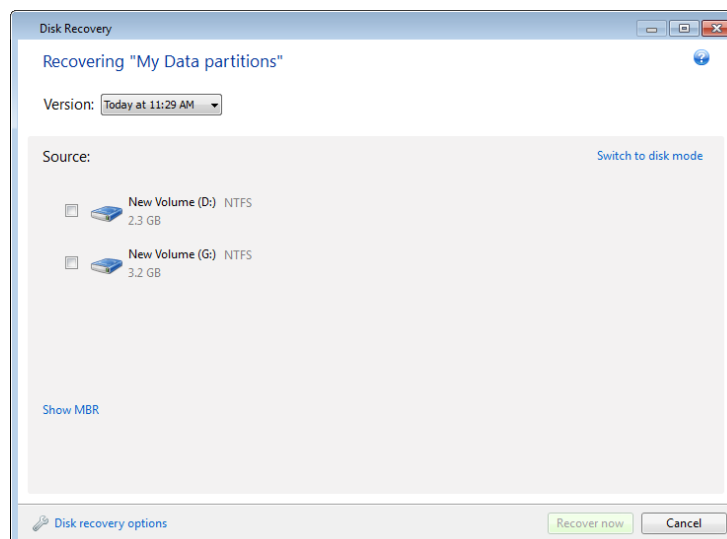 Disk Recovery
Recovering "My Data partitions"
Version: Today at 11:29 AM
Source:
Switch to disk mode
New Volume (D:) NTFS
2.3 GB
New Volume (G:) NTFS
3.2 GB
Show MBR
Disk recovery options
Recover now
Cancel